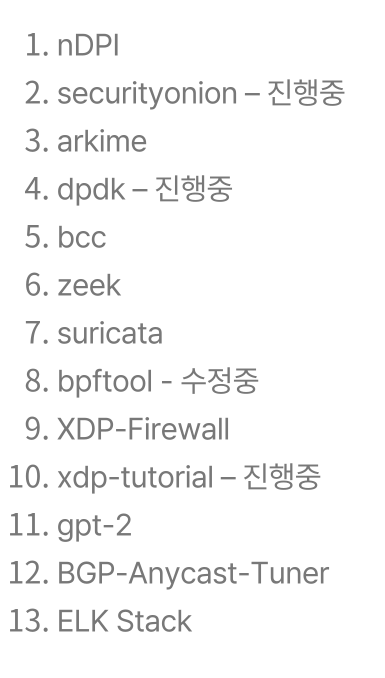 1. nDPI
2. securityonion – 진행중
3. arkime
4. dpdk – 진행중
5. bcc
6. zeek
7. suricata
8. bpftool - 수정중
9. XDP-Firewall
10. xdp-tutorial – 진행중
11. gpt-2
12. BGP-Anycast-Tuner
13. ELK Stack